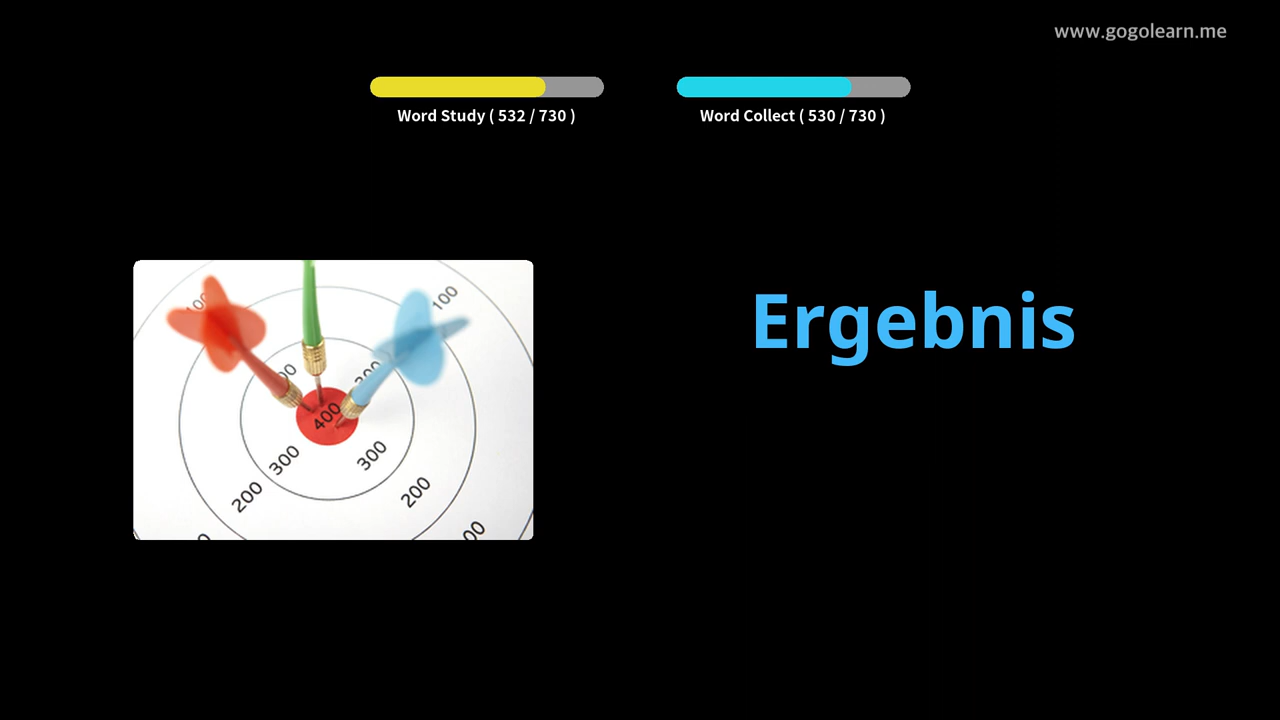 www.gogolearn.me
Word Study ( 532 / 730 )
Word Collect ( 530 / 730 )
Ergebnis
100
100
200
400
300
300
200
200